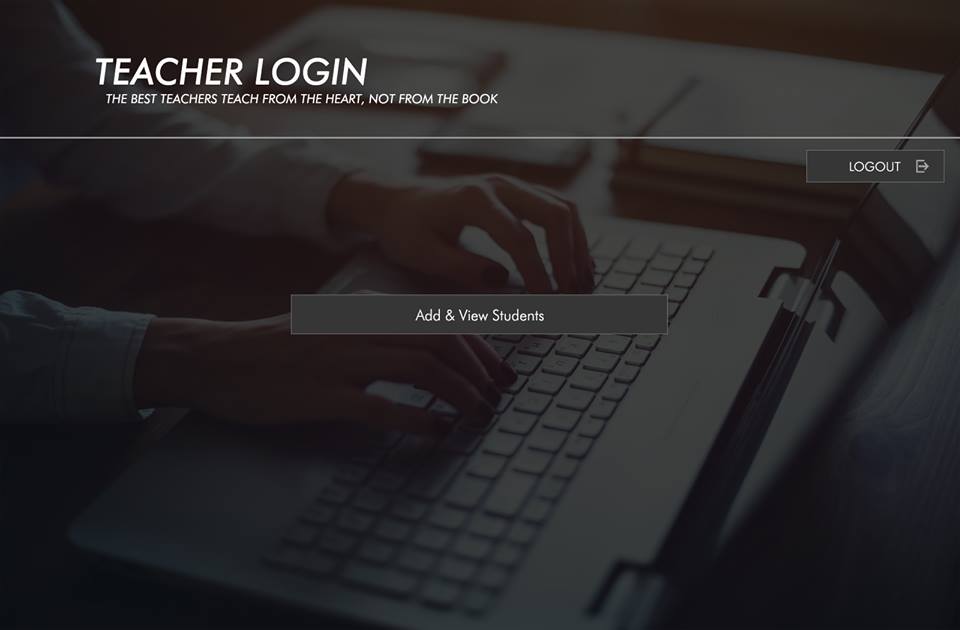 TEACHER LOGIN
THE BEST TEACHERS TEACH FROM THE HEART, NOT FROM THE BOOK
LOGOUT
Add & View Students